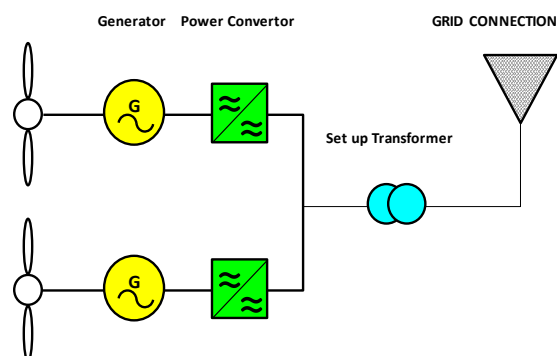 Generator Power Convertor GRID CONNECTION
G
Set up Transformer
G